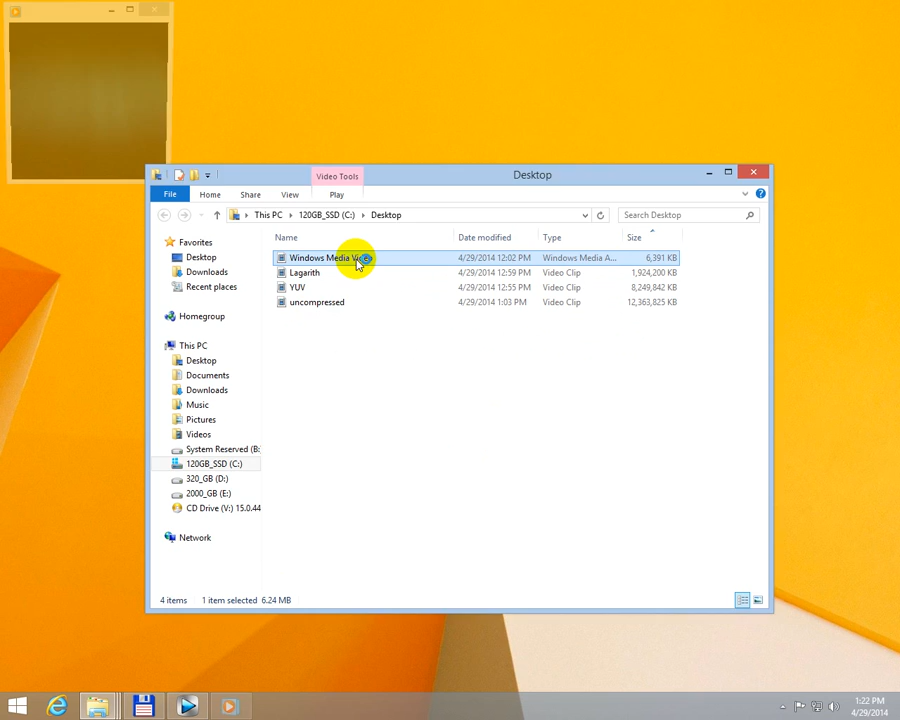 Video Tools
Desktop
File Home Share View Play
This PC 120GB_SSD (C:) Desktop
Search Desktop
Name Date modified Type Size
Windows Media Video 4/29/2014 12:02 PM Windows Media A... 6,391 KB
Lagarith 4/29/2014 12:59 PM Video Clip 1,924,200 KB
YUV 4/29/2014 12:55 PM Video Clip 8,249,842 KB
uncompressed 4/29/2014 1:03 PM Video Clip 12,363,825 KB
Favorites
Desktop
Downloads
Recent places
Homegroup
This PC
Desktop
Documents
Downloads
Music
Pictures
Videos
System Reserved (B:
120GB_SSD (C:)
320_GB (D:)
2000_GB (E:)
CD Drive (V:) 15.0.44
Network
4 items 1 item selected 6.24 MB
1:22 PM
4/29/2014